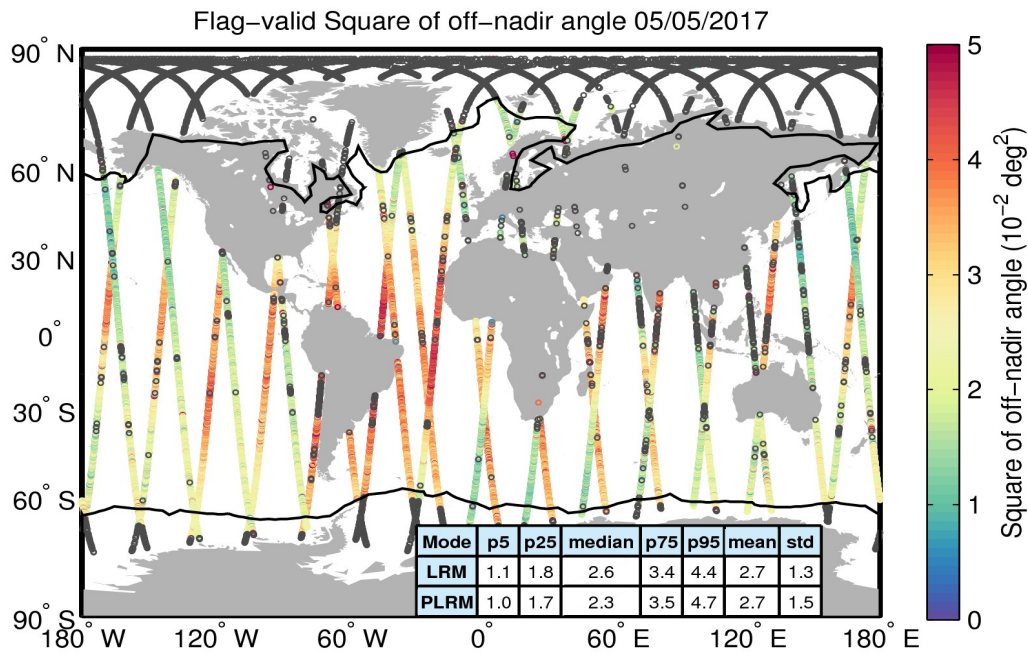 Flag−valid Square of off−nadir angle 05/05/2017
90° N
60° N
30° N
0°
30° S
60° S
90° S
180° W
120° W
60° W
0°
60° E
120° E
180° E
Mode p5 p25 median p75 p95 mean std
LRM 1.1 1.8 2.6 3.4 4.4 2.7 1.3
PLRM 1.0 1.7 2.3 3.5 4.7 2.7 1.5
5
4
3
2
1
0
Square of off−nadir angle (10⁻² deg²)